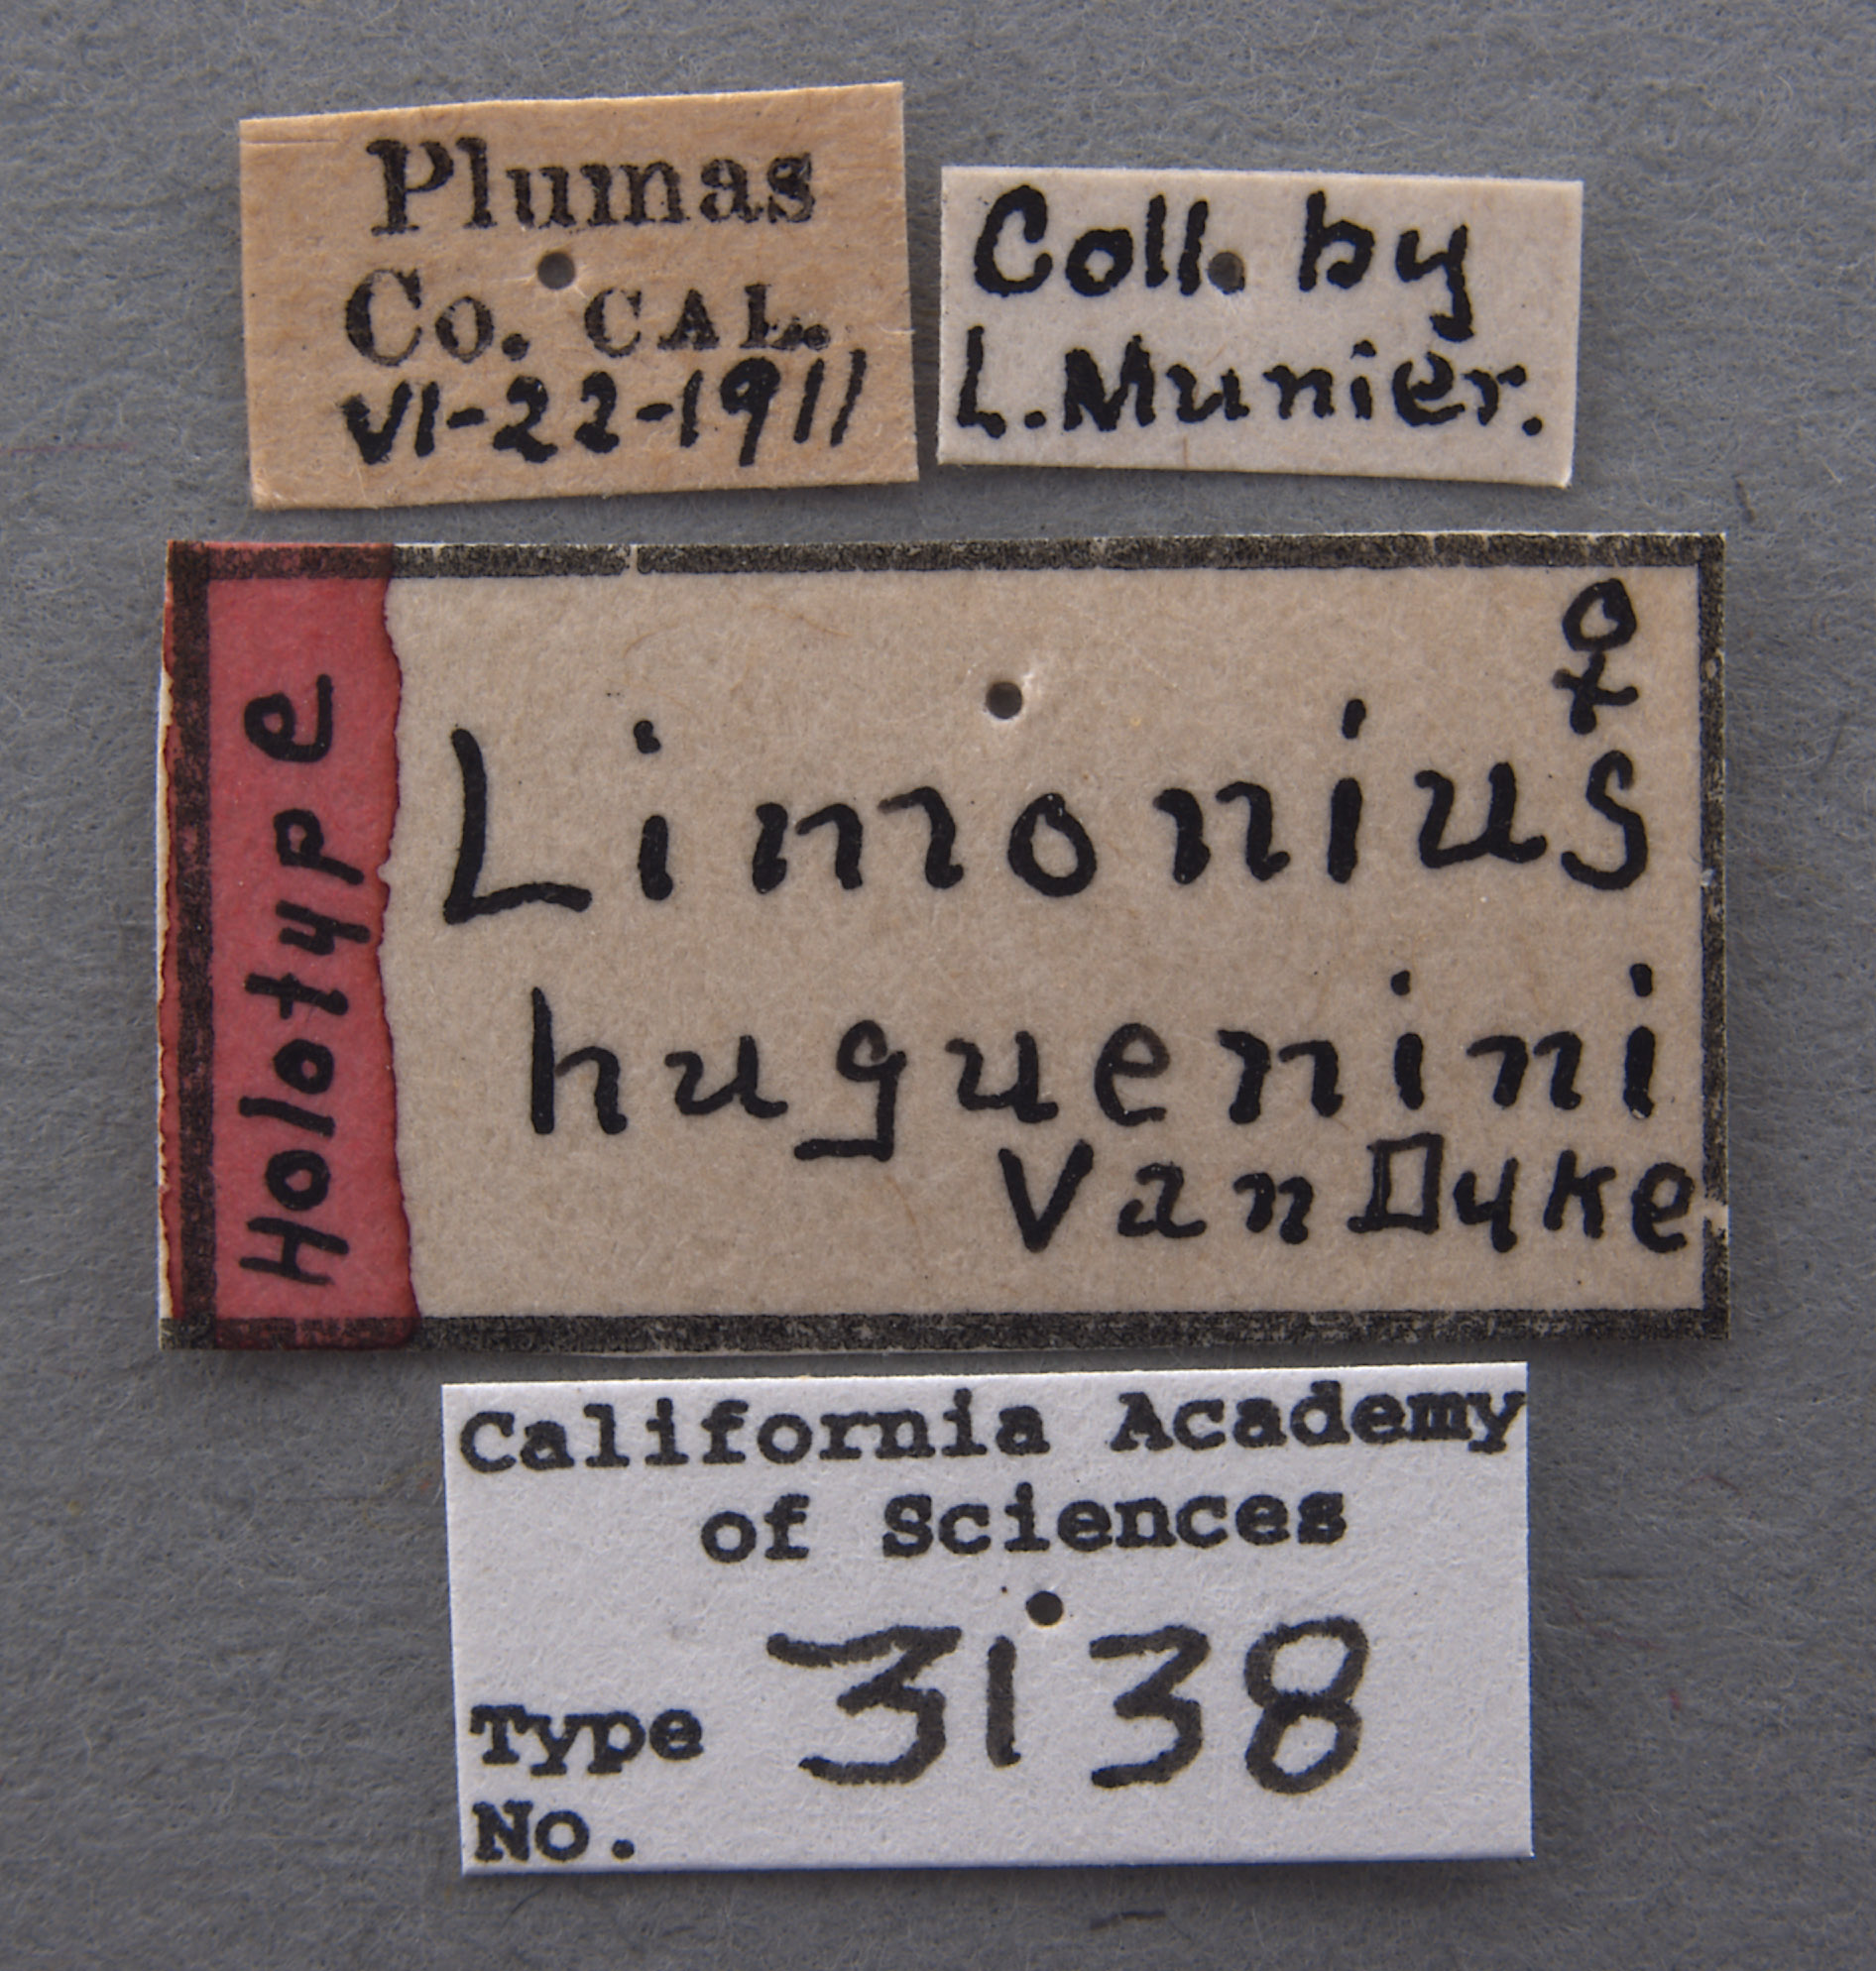 Plumas
Co. CAL.
VI-22-1911
Coll. by
L. Munier.
Holotype
♀
Limonius
huguenini
Van Dyke
California Academy
of Sciences
Type
No. 3138